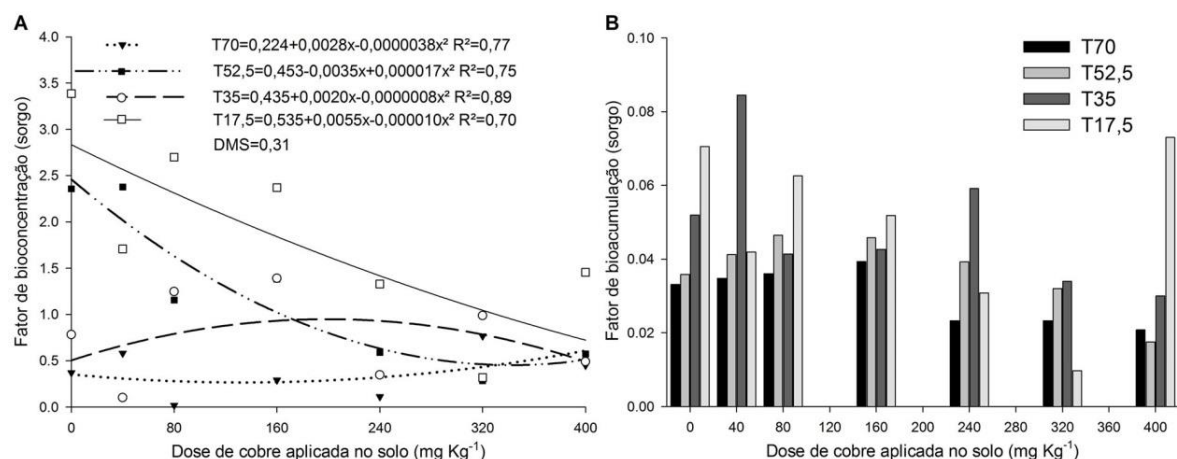 A
T70=0,224+0,0028x-0,0000038x² R²=0,77
T52,5=0,453-0,0035x+0,000017x² R²=0,75
T35=0,435+0,0020x-0,0000008x² R²=0,89
T17,5=0,535+0,0055x-0,000010x² R²=0,70
DMS=0,31
Fator de bioconcentração (sorgo)
4.0
3.5
3.0
2.5
2.0
1.5
1.0
0.5
0.0
0 80 160 240 320 400
Dose de cobre aplicada no solo (mg Kg⁻¹)
B
T70
T52,5
T35
T17,5
Fator de bioacumulação (sorgo)
0.10
0.08
0.06
0.04
0.02
0.00
0 40 80 120 160 200 240 280 320 360 400
Dose de cobre aplicada no solo (mg Kg⁻¹)